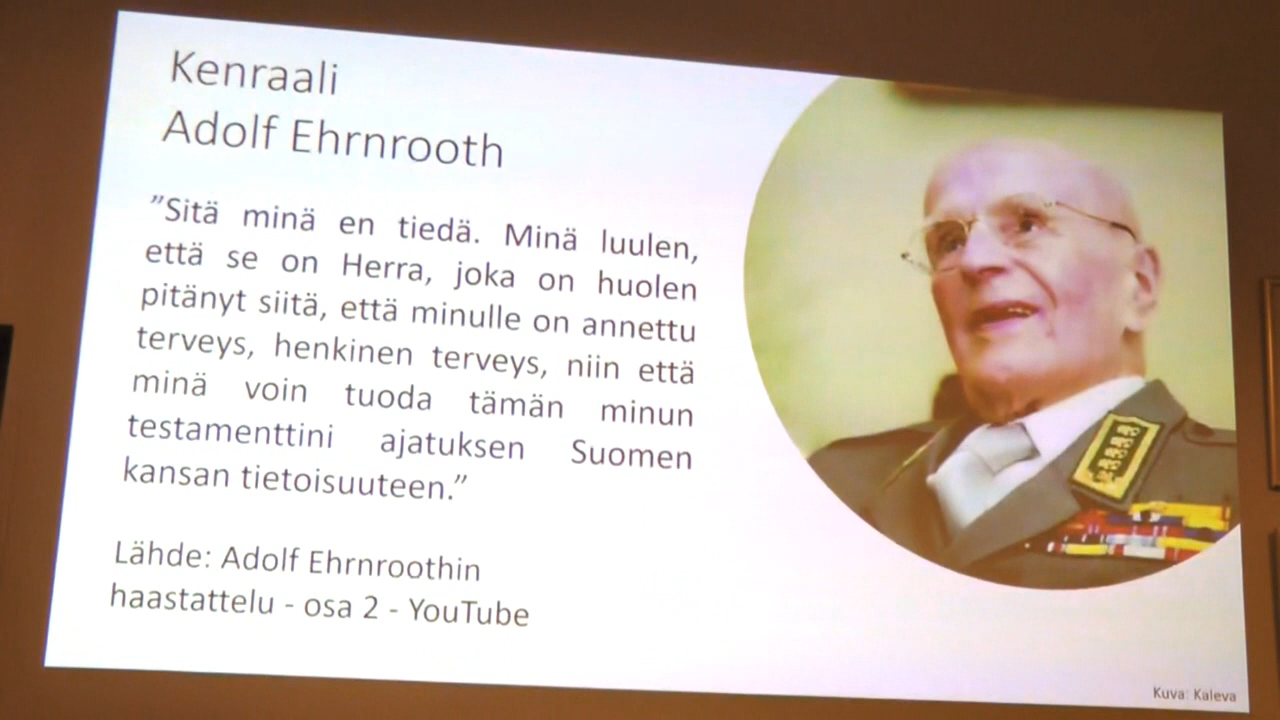 Kenraali
Adolf Ehrnrooth
”Sitä minä en tiedä. Minä luulen,
että se on Herra, joka on huolen
pitänyt siitä, että minulle on annettu
terveys, henkinen terveys, niin että
minä voin tuoda tämän minun
testamenttini ajatuksen Suomen
kansan tietoisuuteen.”
Lähde: Adolf Ehrnroothin
haastattelu - osa 2 - YouTube
Kuva: Kaleva